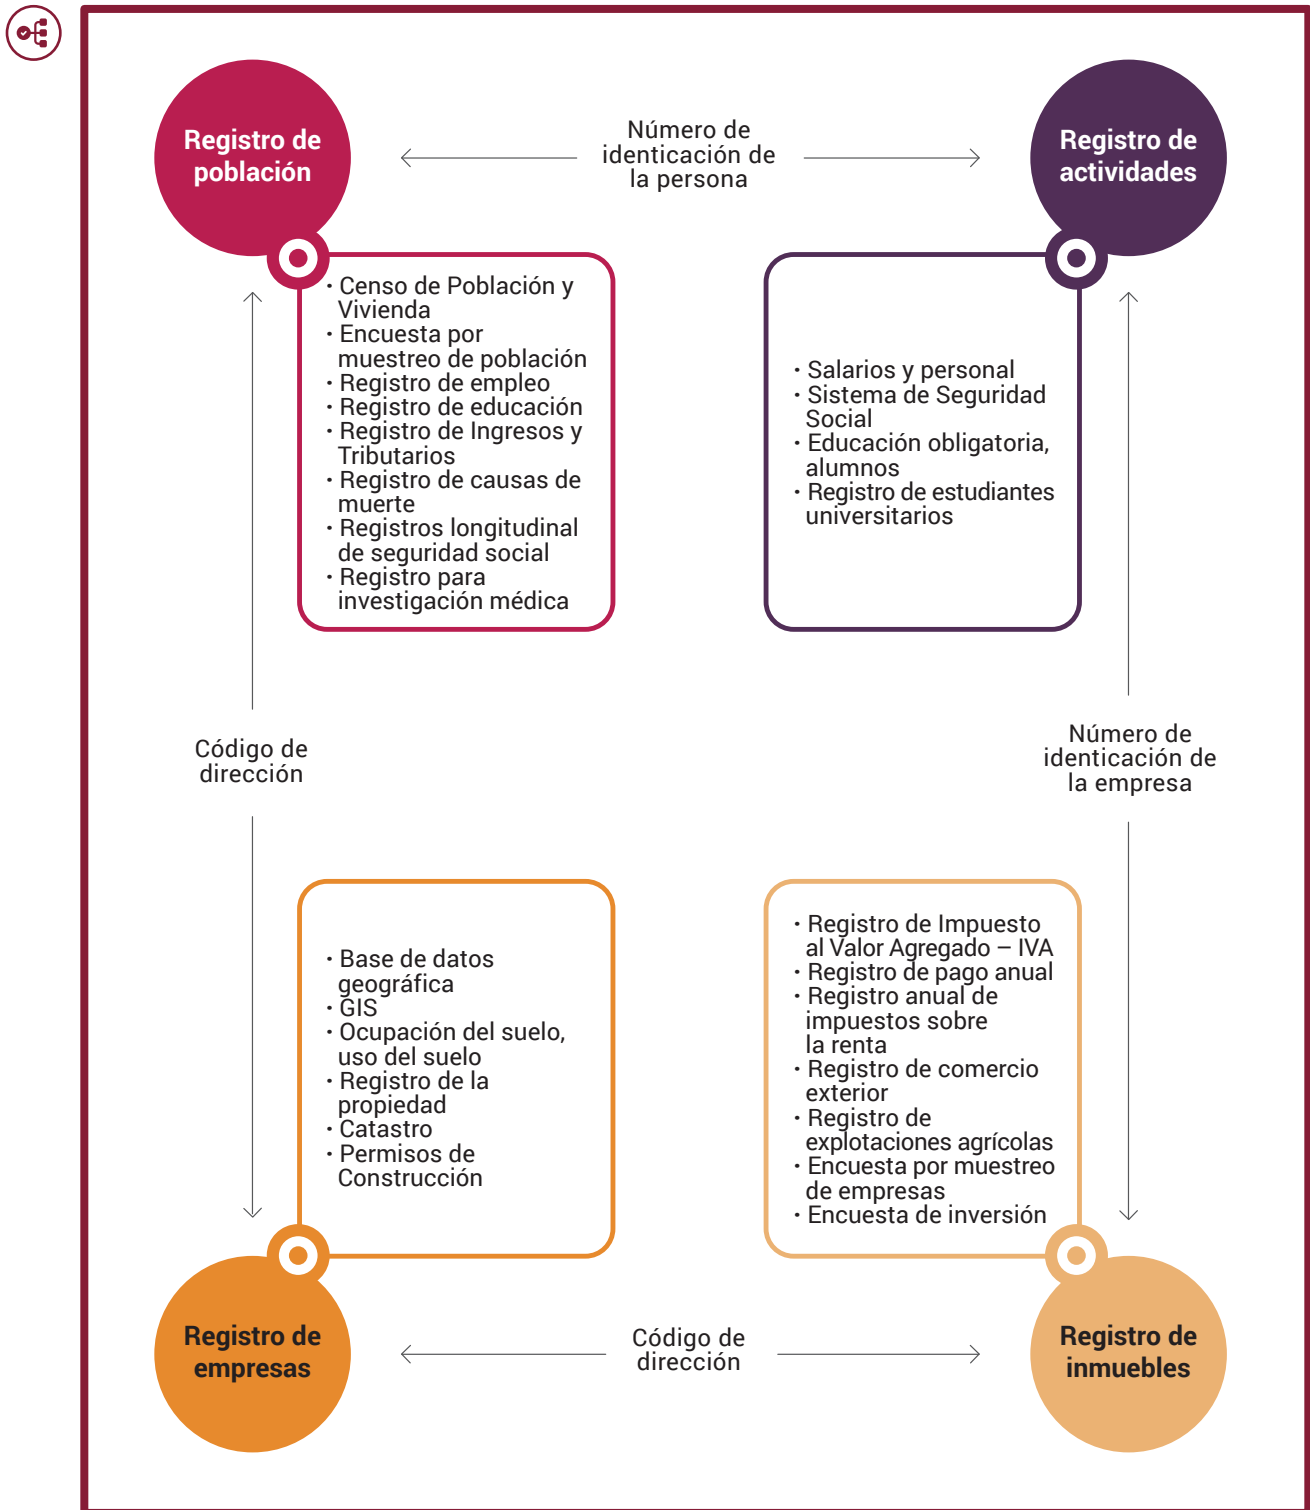 Registro de
población
Número de
identicación de
la persona
Registro de
actividades
· Censo de Población y
Vivienda
· Encuesta por
muestreo de población
· Registro de empleo
· Registro de educación
· Registro de Ingresos y
Tributarios
· Registro de causas de
muerte
· Registros longitudinal
de seguridad social
· Registro para
investigación médica
· Salarios y personal
· Sistema de Seguridad
Social
· Educación obligatoria,
alumnos
· Registro de estudiantes
universitarios
Código de
dirección
Número de
identicación de
la empresa
· Base de datos
geográfica
· GIS
· Ocupación del suelo,
uso del suelo
· Registro de la
propiedad
· Catastro
· Permisos de
Construcción
· Registro de Impuesto
al Valor Agregado – IVA
· Registro de pago anual
· Registro anual de
impuestos sobre
la renta
· Registro de comercio
exterior
· Registro de
explotaciones agrícolas
· Encuesta por muestreo
de empresas
· Encuesta de inversión
Registro de
empresas
Código de
dirección
Registro de
inmuebles